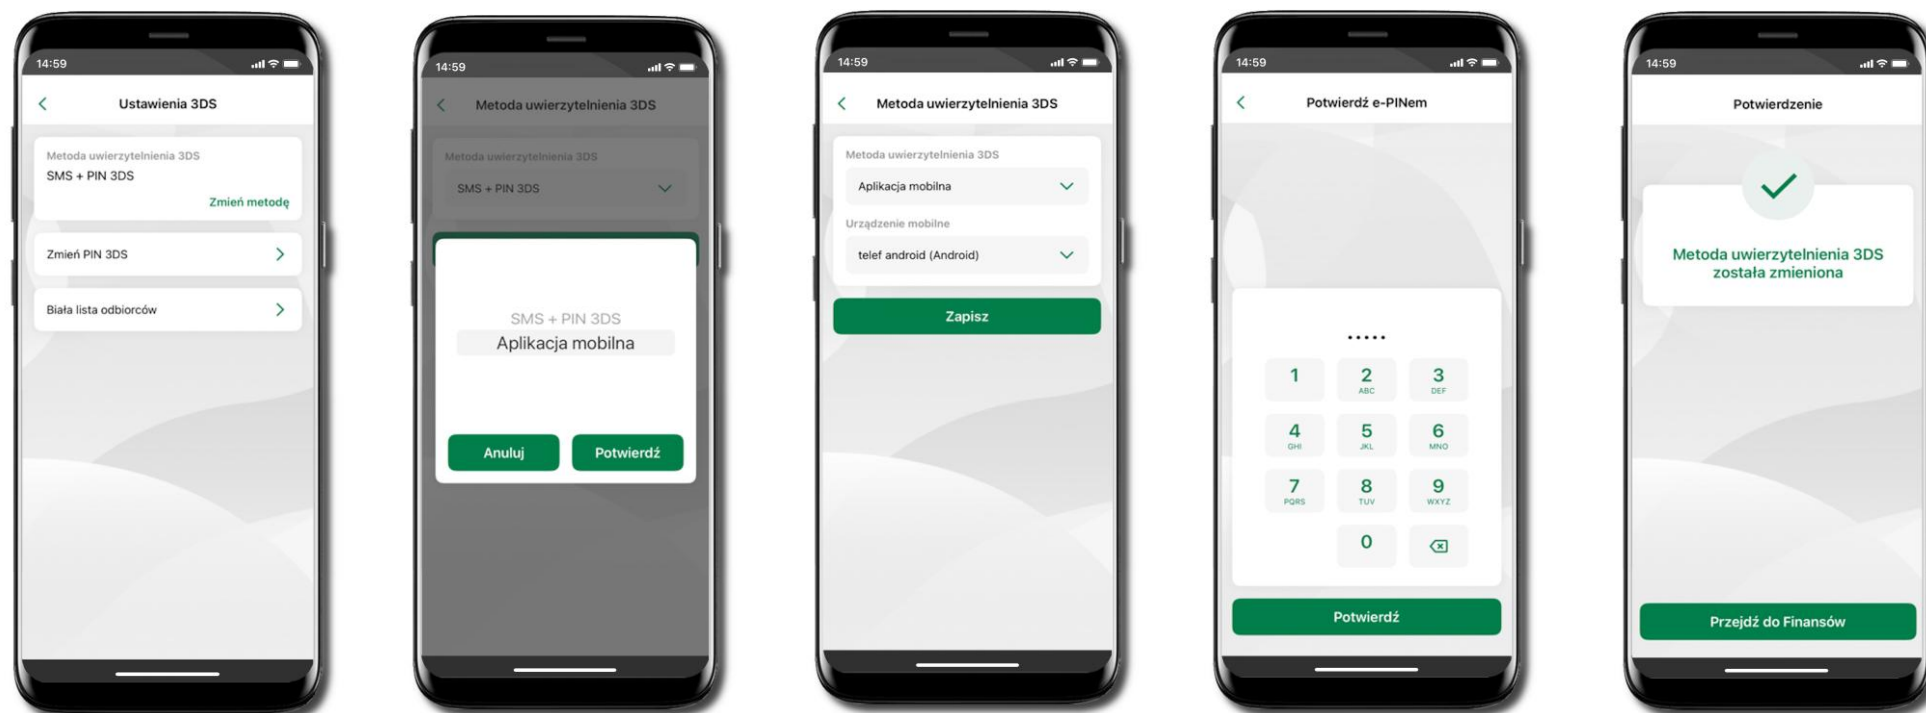 14:59
Ustawienia 3DS
Metoda uwierzytelnienia 3DS
SMS + PIN 3DS
Zmień metodę
Zmień PIN 3DS
Biała lista odbiorców
14:59
Metoda uwierzytelnienia 3DS
Metoda uwierzytelnienia 3DS
SMS + PIN 3DS
SMS + PIN 3DS
Aplikacja mobilna
Anuluj
Potwierdź
14:59
Metoda uwierzytelnienia 3DS
Metoda uwierzytelnienia 3DS
Aplikacja mobilna
Urządzenie mobilne
telef android (Android)
Zapisz
14:59
Potwierdź e-PINem
1 2 3
ABC DEF
4 5 6
GHI JKL MNO
7 8 9
PQRS TUV WXYZ
0
Potwierdź
14:59
Potwierdzenie
Metoda uwierzytelnienia 3DS
została zmieniona
Przejdź do Finansów